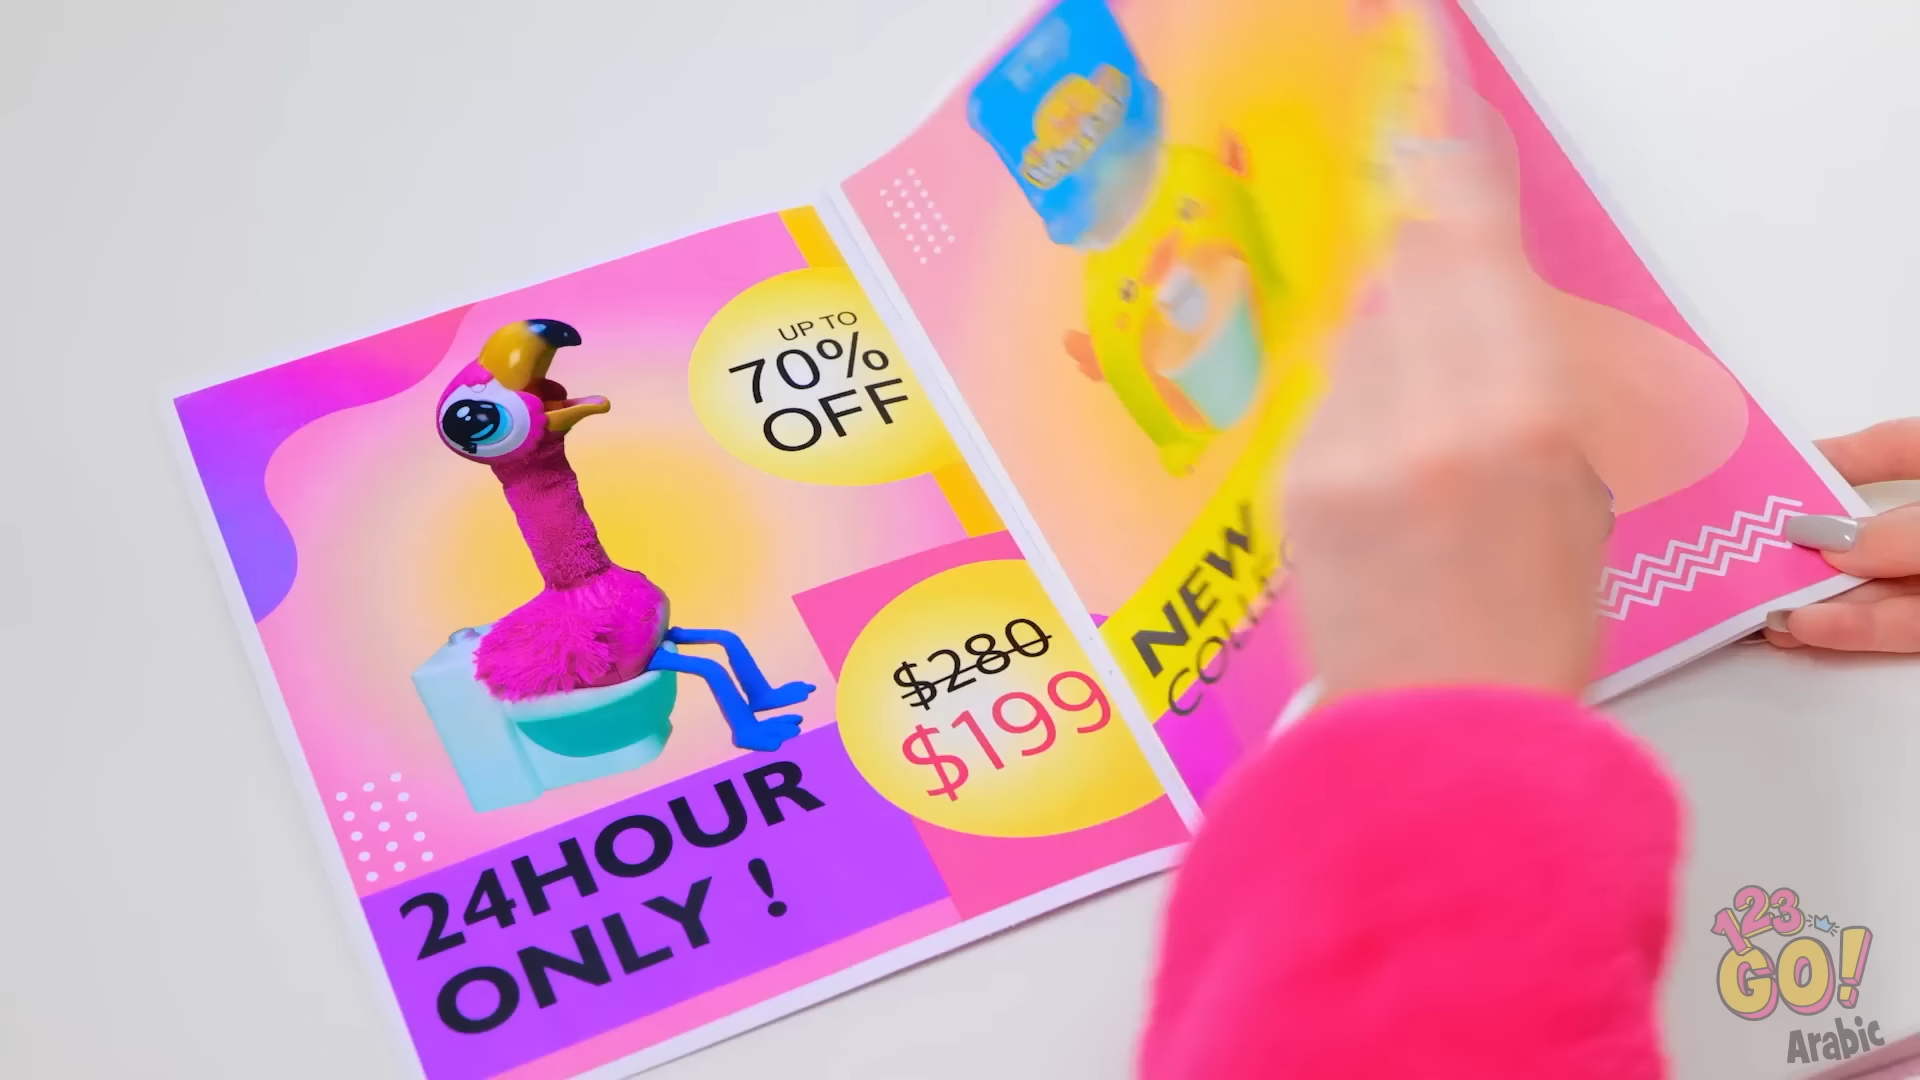 UP TO
70%
OFF
$280
$199
24HOUR
ONLY !
NEW
123
GO!
Arabic